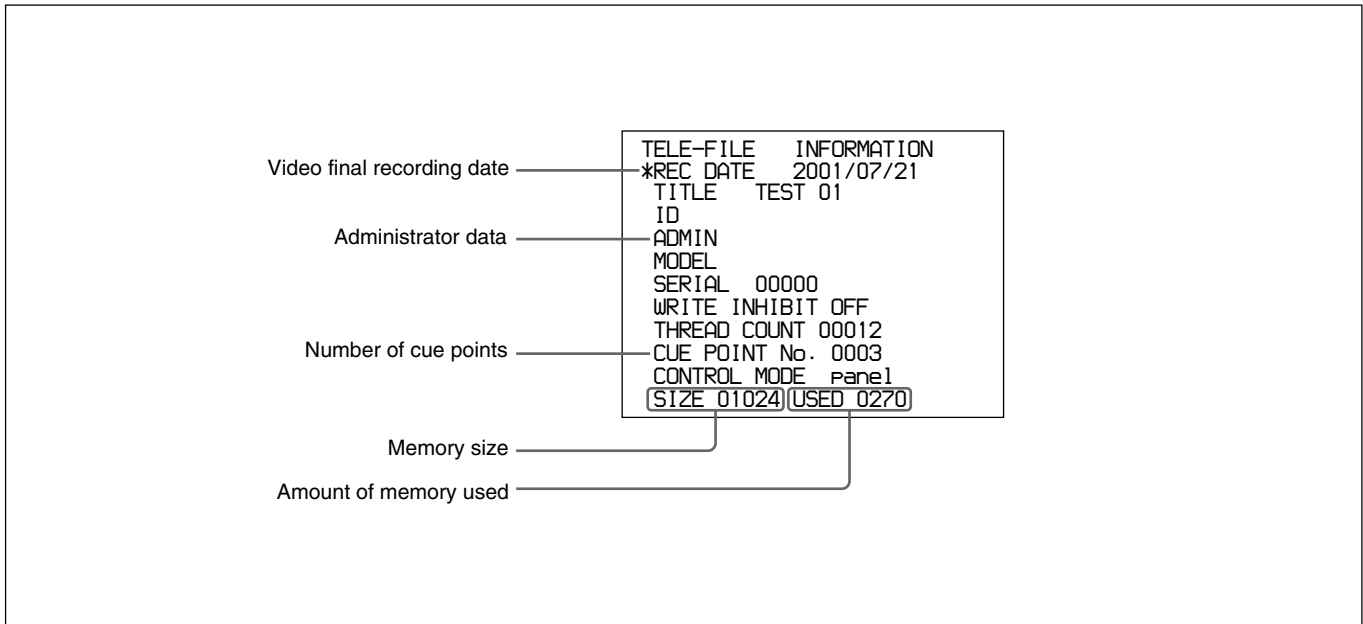 TELE-FILE INFORMATION
Video final recording date
*REC DATE 2001/07/21
TITLE TEST 01
ID
Administrator data
ADMIN
MODEL
SERIAL 00000
WRITE INHIBIT OFF
THREAD COUNT 00012
Number of cue points
CUE POINT No. 0003
CONTROL MODE panel
SIZE 01024 USED 0270
Memory size
Amount of memory used